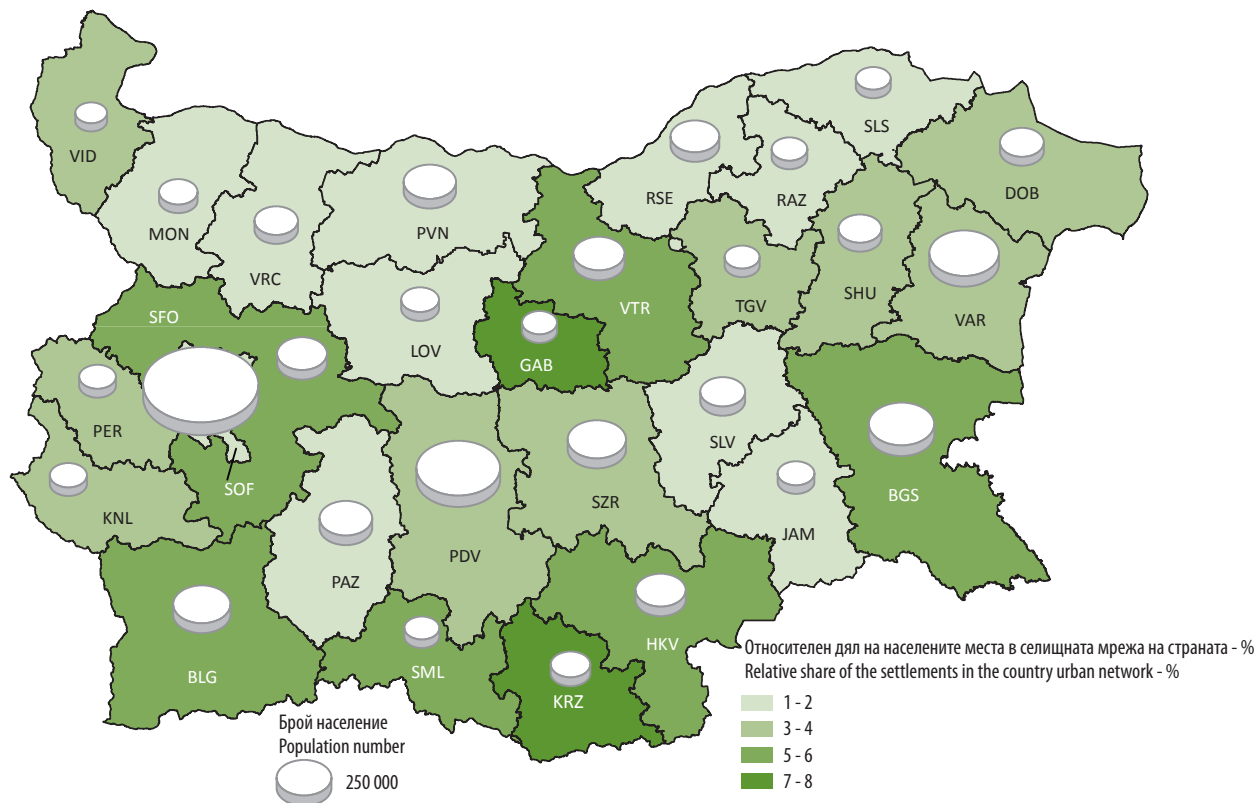 SLS
VID
RSE
RAZ
DOB
MON
PVN
VRC
SFO
VTR
TGV
SHU
VAR
LOV
GAB
PER
SLV
SOF
BGS
KNL
SZR
JAM
PDV
PAZ
HKV
SML
BLG
KRZ
Относителен дял на населените места в селищната мрежа на страната - %
Relative share of the settlements in the country urban network - %
1 - 2
3 - 4
5 - 6
7 - 8
Брой население
Population number
250 000